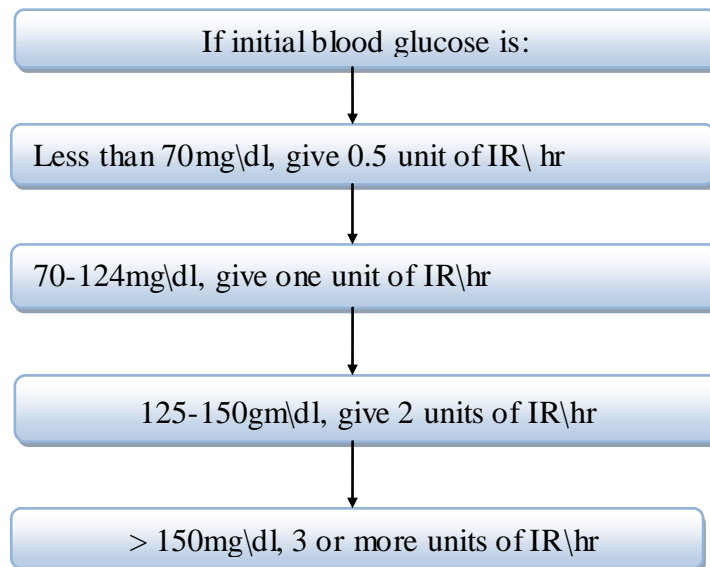 If initial blood glucose is:
Less than 70mg\dl, give 0.5 unit of IR\ hr
70-124mg\dl, give one unit of IR\hr
125-150gm\dl, give 2 units of IR\hr
> 150mg\dl, 3 or more units of IR\hr